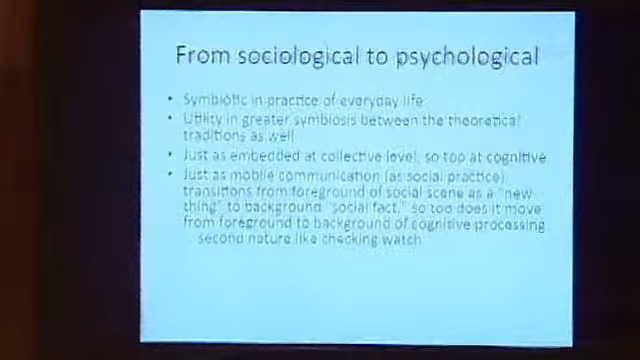 From sociological to psychological
• Symbiotic in practice of everyday life
• Utility in greater symbiosis between the theoretical
traditions as well
• Just as embedded at collective level, so too at cognitive
• Just as mobile communication (as social practice)
transitions from foreground of social scene as a "new
thing" to background "social fact," so too does it move
from foreground to background of cognitive processing
second nature like checking watch